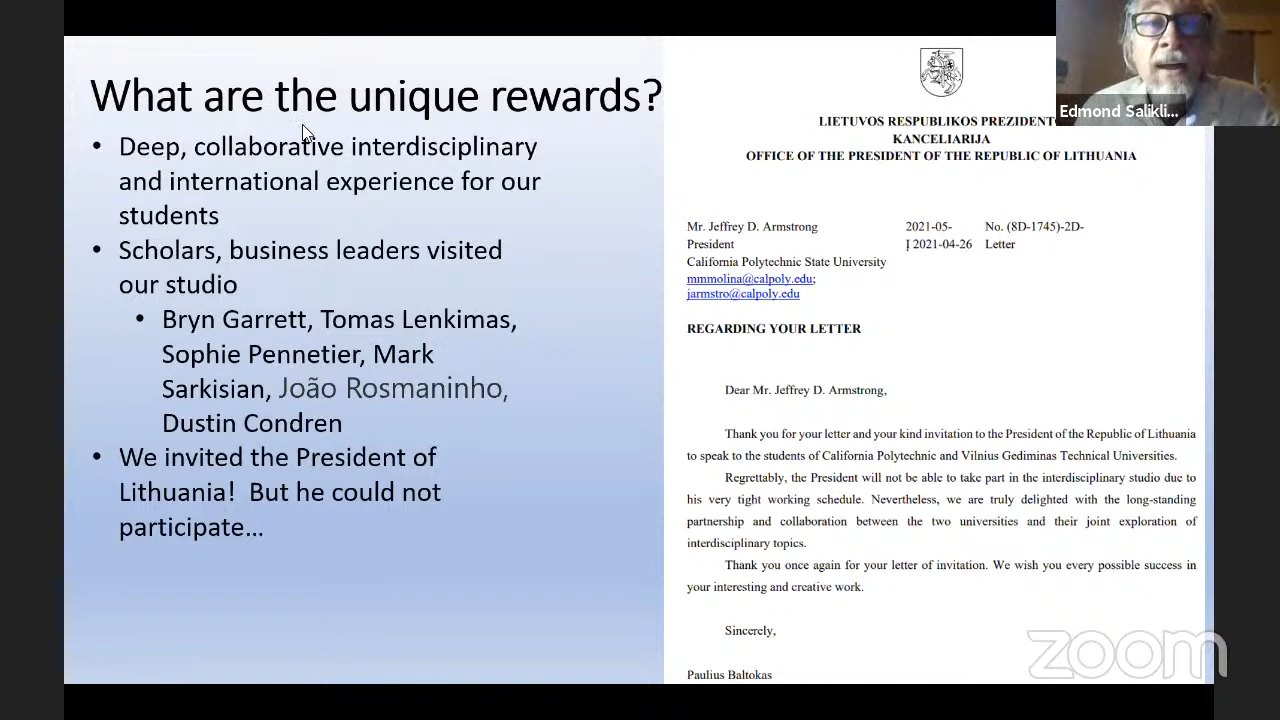 What are the unique rewards?
• Deep, collaborative interdisciplinary
and international experience for our
students
• Scholars, business leaders visited
our studio
• Bryn Garrett, Tomas Lenkimas,
Sophie Pennetier, Mark
Sarkisian, João Rosmaninho,
Dustin Condren
• We invited the President of
Lithuania!  But he could not
participate…
Edmond Salikli...
LIETUVOS RESPUBLIKOS PREZIDENTO
KANCELIARIJA
OFFICE OF THE PRESIDENT OF THE REPUBLIC OF LITHUANIA
Mr. Jeffrey D. Armstrong 2021-05- No. (8D-1745)-2D-
President Į 2021-04-26 Letter
California Polytechnic State University
mmmolina@calpoly.edu;
jarmstro@calpoly.edu
REGARDING YOUR LETTER
Dear Mr. Jeffrey D. Armstrong,
Thank you for your letter and your kind invitation to the President of the Republic of Lithuania
to speak to the students of California Polytechnic and Vilnius Gediminas Technical Universities.
Regrettably, the President will not be able to take part in the interdisciplinary studio due to
his very tight working schedule. Nevertheless, we are truly delighted with the long-standing
partnership and collaboration between the two universities and their joint exploration of
interdisciplinary topics.
Thank you once again for your letter of invitation. We wish you every possible success in
your interesting and creative work.
Sincerely,
Paulius Baltokas
zoom